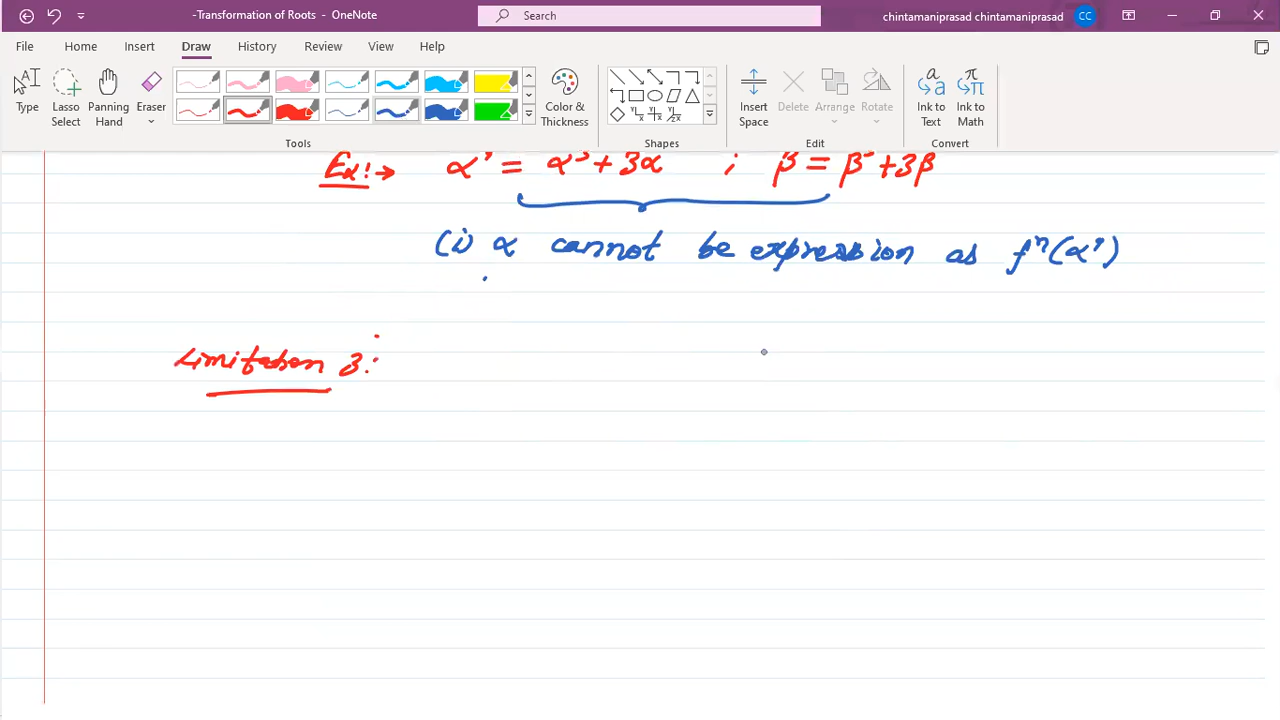 -Transformation of Roots - OneNote
Search
chintamaniprasad chintamaniprasad CC
File Home Insert Draw History Review View Help
Type Lasso Select Panning Hand Eraser Color & Thickness Insert Space Delete Arrange Rotate Ink to Text Ink to Math
Tools Shapes Edit Convert
Ex:→ α' = α³+3α ; β' = β³+3β
(i) α cannot be expression as fⁿ(α')
Limitation 3: